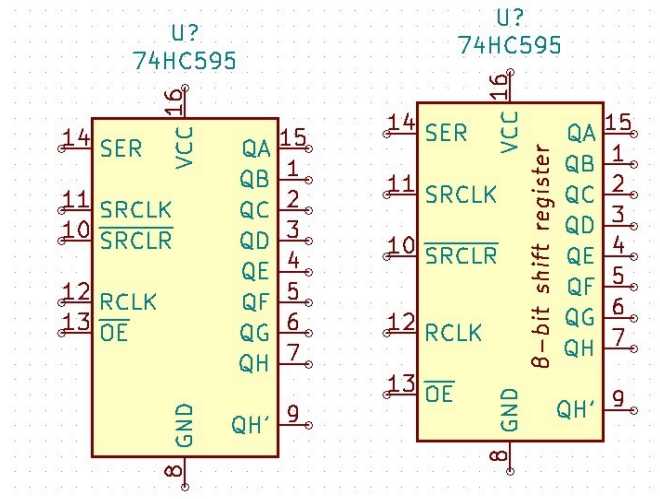 U?
74HC595
16
VCC
14 SER
11 SRCLK
10 SRCLR
12 RCLK
13 OE
QA 15
QB 1
QC 2
QD 3
QE 4
QF 5
QG 6
QH 7
QH' 9
GND
8
U?
74HC595
16
VCC
14 SER
11 SRCLK
10 SRCLR
12 RCLK
13 OE
8-bit shift register
QA 15
QB 1
QC 2
QD 3
QE 4
QF 5
QG 6
QH 7
QH' 9
GND
8